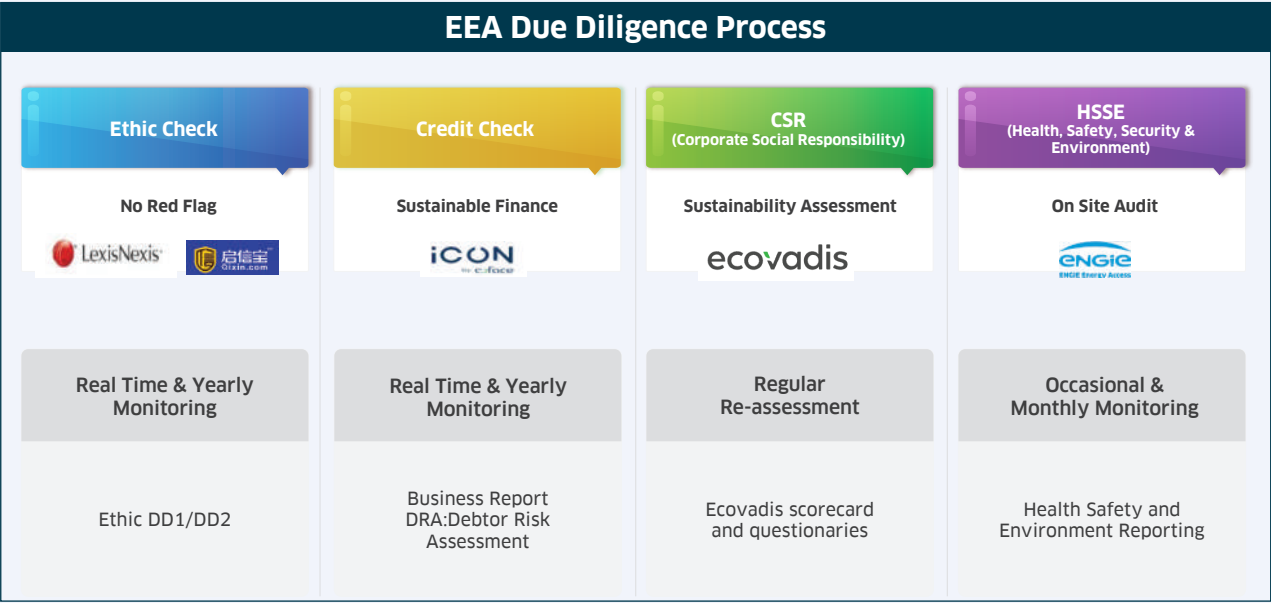 EEA Due Diligence Process
Ethic Check
No Red Flag
LexisNexis
启信宝
Qixin.com
Real Time & Yearly
Monitoring
Ethic DD1/DD2
Credit Check
Sustainable Finance
iCON
by coface
Real Time & Yearly
Monitoring
Business Report
DRA:Debtor Risk
Assessment
CSR
(Corporate Social Responsibility)
Sustainability Assessment
ecovadis
Regular
Re-assessment
Ecovadis scorecard
and questionaries
HSSE
(Health, Safety, Security &
Environment)
On Site Audit
ENGIE
ENGIE Energy Access
Occasional &
Monthly Monitoring
Health Safety and
Environment Reporting